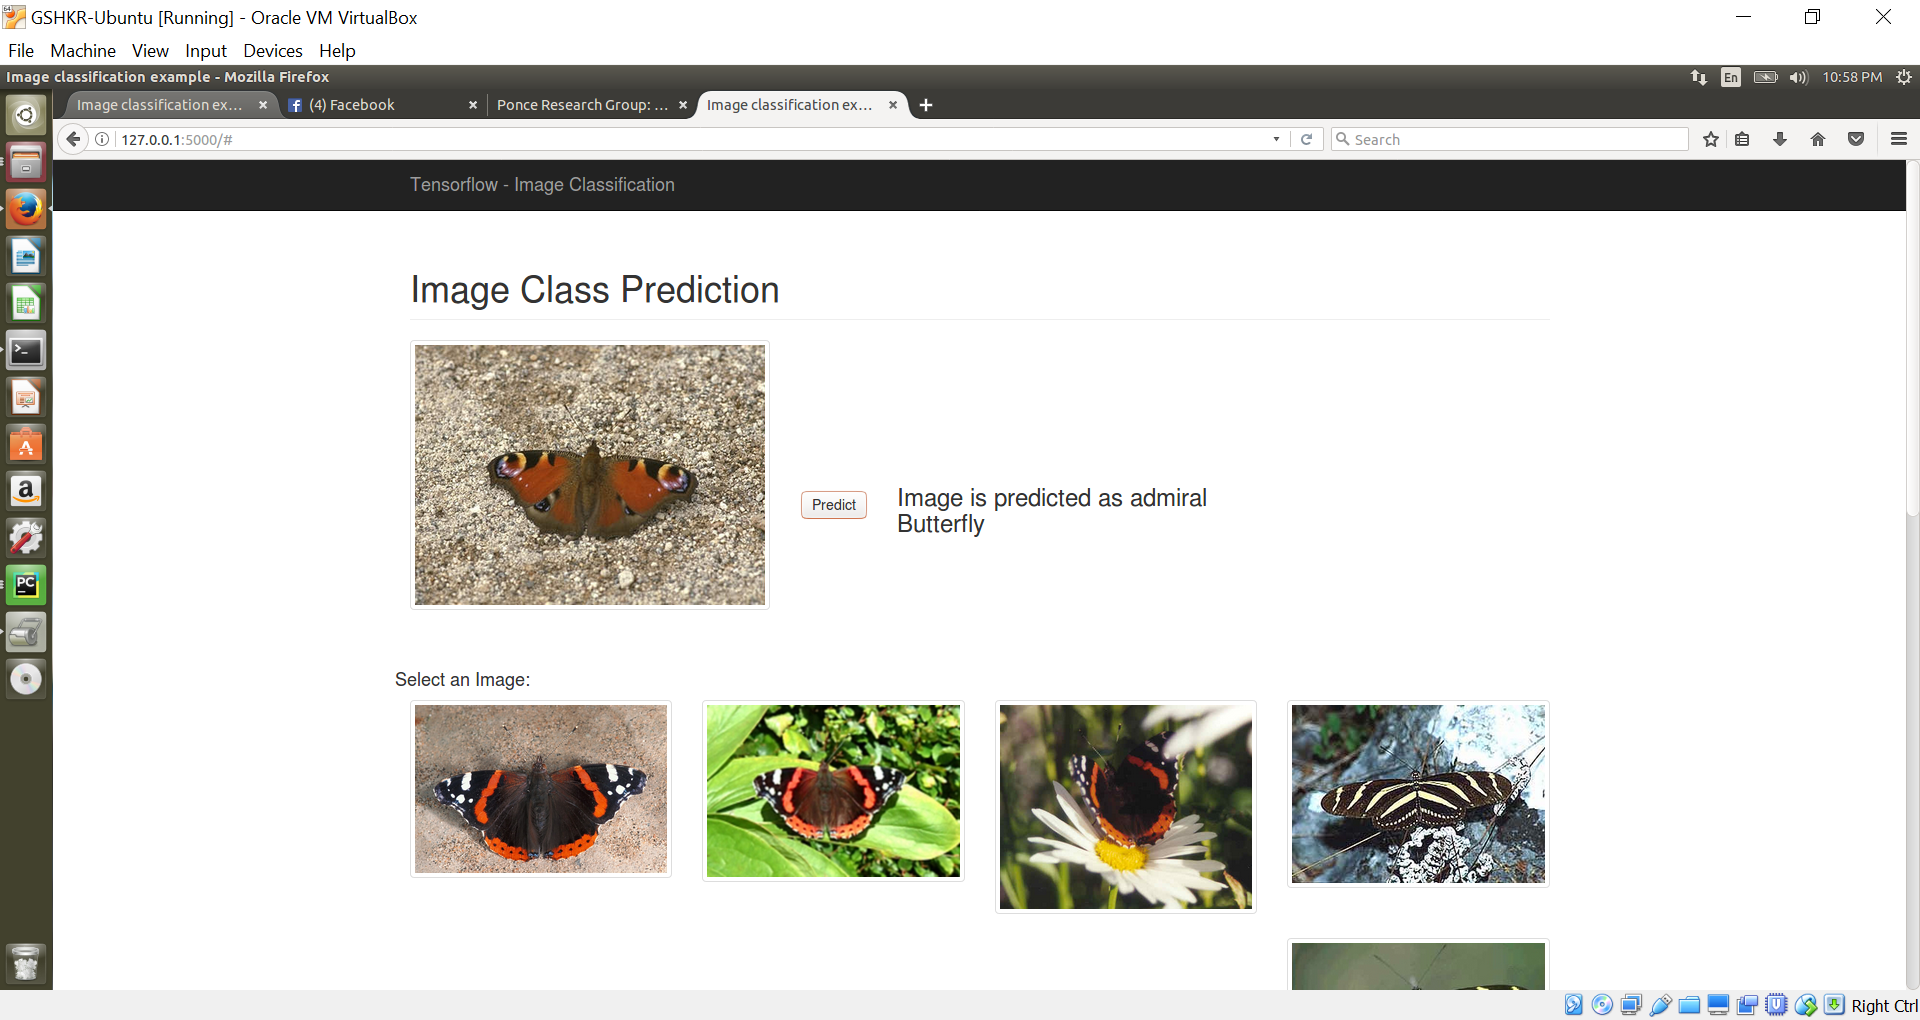 GSHKR-Ubuntu [Running] - Oracle VM VirtualBox
File Machine View Input Devices Help
Image classification example - Mozilla Firefox
En
10:58 PM
Image classification ex...
(4) Facebook
Ponce Research Group: ...
Image classification ex...
127.0.0.1:5000/#
Search
Tensorflow - Image Classification
Image Class Prediction
Predict
Image is predicted as admiral
Butterfly
Select an Image:
Right Ctrl